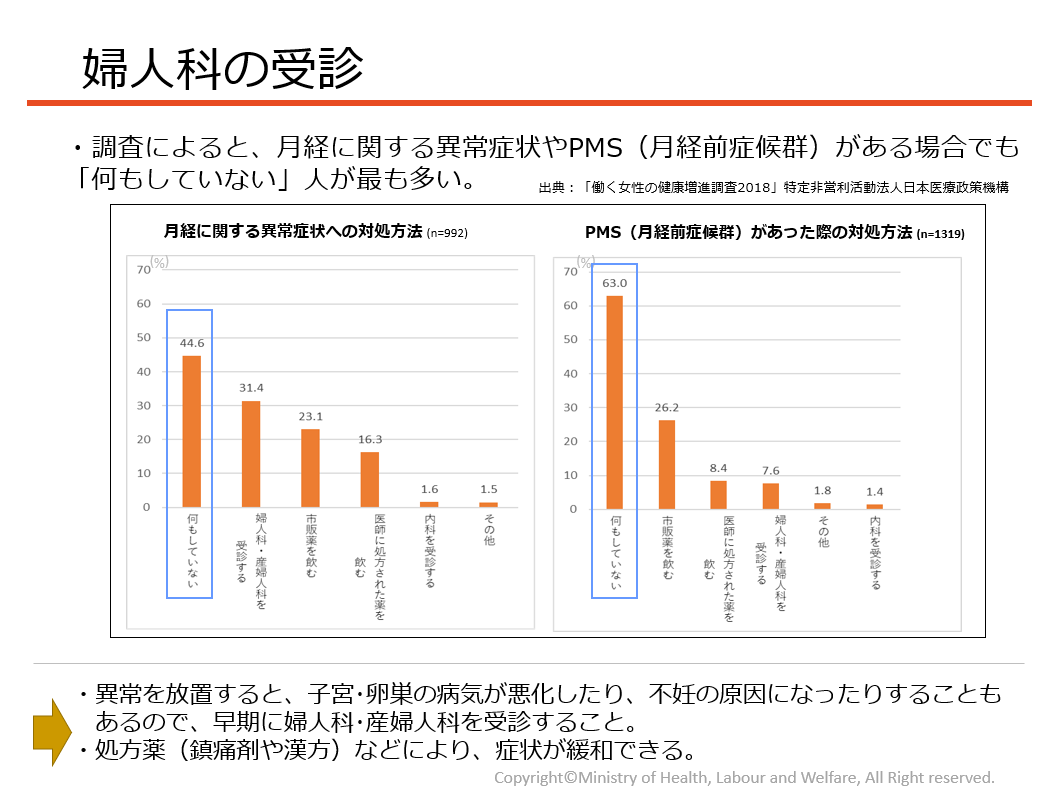 婦人科の受診
・調査によると、月経に関する異常症状やPMS（月経前症候群）がある場合でも
「何もしていない」人が最も多い。
出典：「働く女性の健康増進調査2018」特定非営利活動法人日本医療政策機構
月経に関する異常症状への対処方法 (n=992)
(%)
70
60
50
40
30
20
10
0
44.6
31.4
23.1
16.3
1.6
1.5
何もしていない
婦人科・産婦人科を
受診する
市販薬を飲む
医師に処方された薬を
飲む
内科を受診する
その他
PMS（月経前症候群）があった際の対処方法 (n=1319)
(%)
70
60
50
40
30
20
10
0
63.0
26.2
8.4
7.6
1.8
1.4
何もしていない
市販薬を飲む
医師に処方された薬を
飲む
婦人科・産婦人科を
受診する
その他
内科を受診する
・異常を放置すると、子宮･卵巣の病気が悪化したり、不妊の原因になったりすることも
あるので、早期に婦人科･産婦人科を受診すること。
・処方薬（鎮痛剤や漢方）などにより、症状が緩和できる。
Copyright©Ministry of Health, Labour and Welfare, All Right reserved.